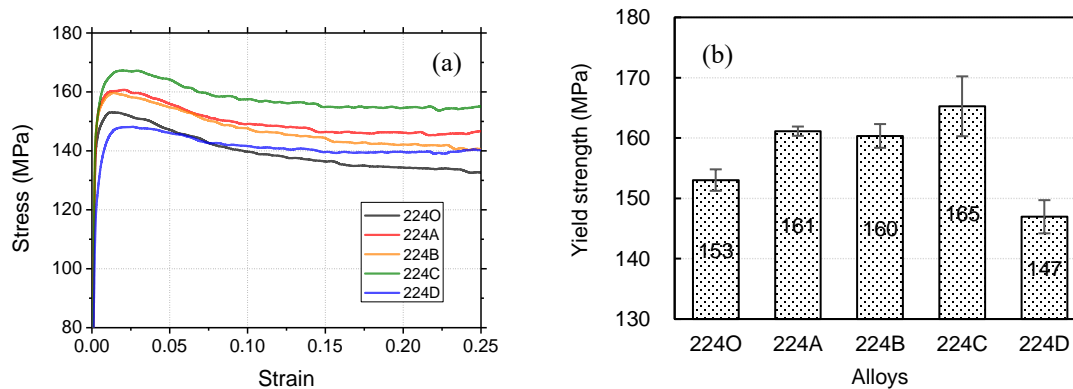 (a)
Stress (MPa)
180
160
140
120
100
80
224O
224A
224B
224C
224D
0.00 0.05 0.10 0.15 0.20 0.25
Strain
(b)
Yield strength (MPa)
180
170
160
150
140
130
153
161
160
165
147
224O 224A 224B 224C 224D
Alloys